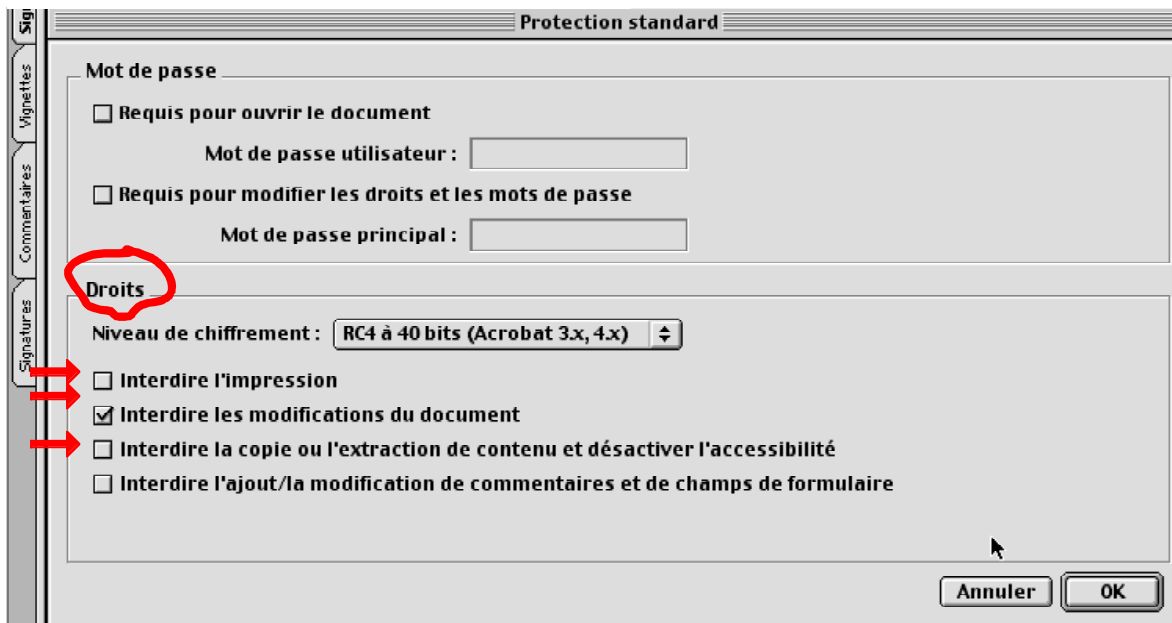 Sig
Vignettes
Commentaires
Signatures
Protection standard
Mot de passe
Requis pour ouvrir le document
Mot de passe utilisateur :
Requis pour modifier les droits et les mots de passe
Mot de passe principal :
Droits
Niveau de chiffrement : RC4 à 40 bits (Acrobat 3.x, 4.x)
Interdire l'impression
Interdire les modifications du document
Interdire la copie ou l'extraction de contenu et désactiver l'accessibilité
Interdire l'ajout/la modification de commentaires et de champs de formulaire
Annuler OK